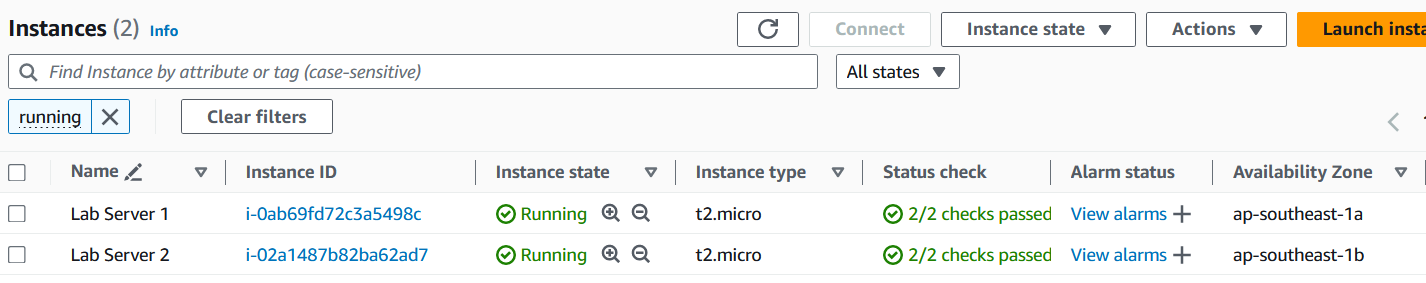 Instances (2) Info
Connect Instance state Actions Launch insta
Find Instance by attribute or tag (case-sensitive) All states
running Clear filters
Name Instance ID Instance state Instance type Status check Alarm status Availability Zone
Lab Server 1 i-0ab69fd72c3a5498c Running t2.micro 2/2 checks passed View alarms ap-southeast-1a
Lab Server 2 i-02a1487b82ba62ad7 Running t2.micro 2/2 checks passed View alarms ap-southeast-1b